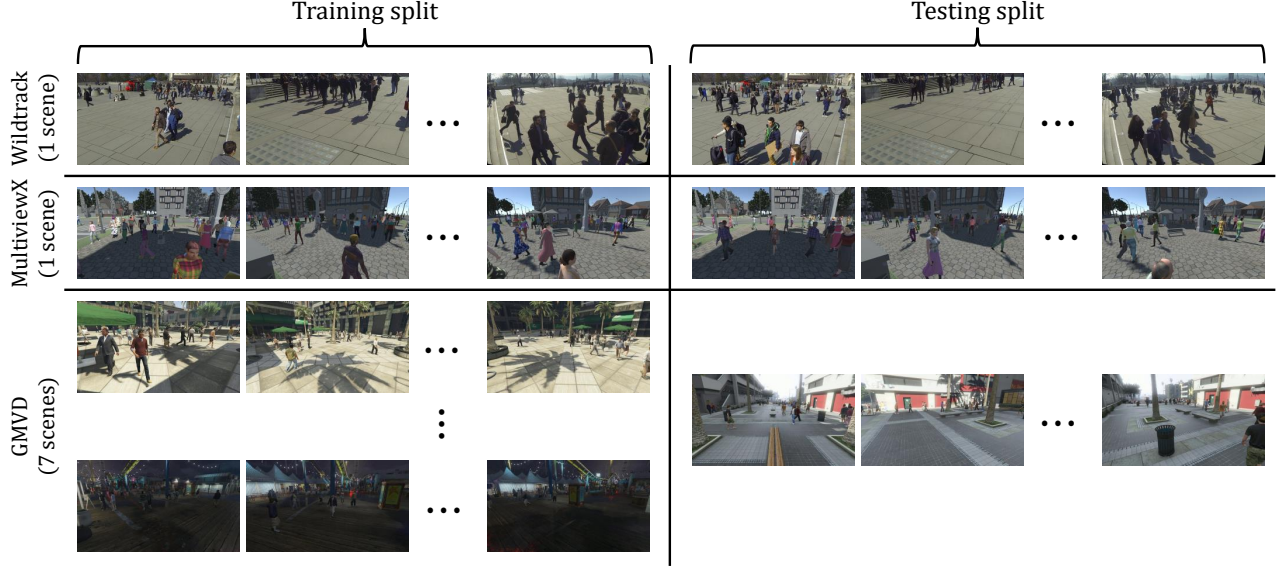 Training split
Testing split
Wildtrack
(1 scene)
MultiviewX
(1 scene)
GMVD
(7 scenes)